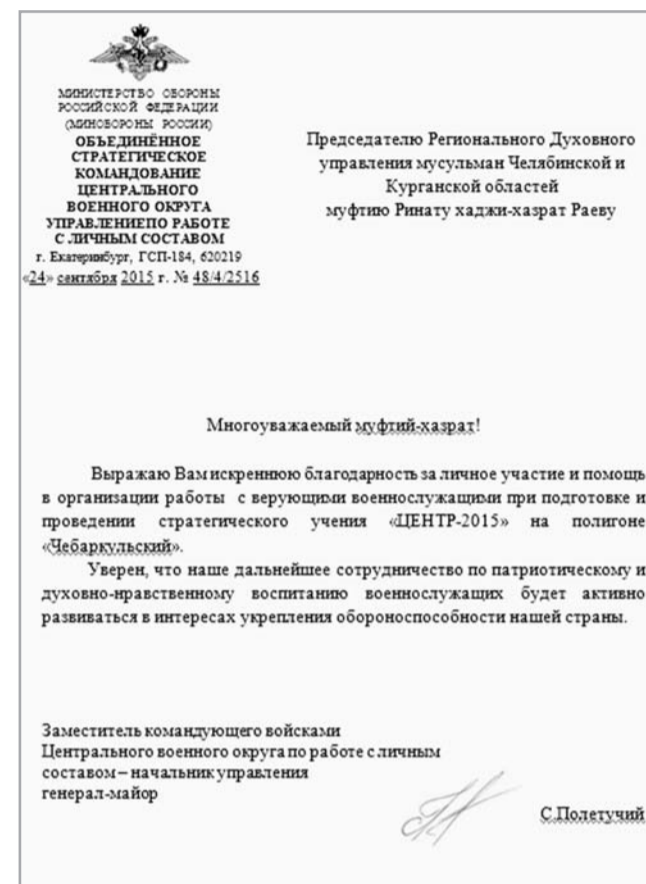 МИНИСТЕРСТВО ОБОРОНЫ
РОССИЙСКОЙ ФЕДЕРАЦИИ
(МИНОБОРОНЫ РОССИИ)
ОБЪЕДИНЁННОЕ
СТРАТЕГИЧЕСКОЕ
КОМАНДОВАНИЕ
ЦЕНТРАЛЬНОГО
ВОЕННОГО ОКРУГА
УПРАВЛЕНИЕПО РАБОТЕ
С ЛИЧНЫМ СОСТАВОМ
г. Екатеринбург, ГСП-184, 620219
«24» сентября 2015 г. № 48/4/2516
Председателю Регионального Духовного
управления мусульман Челябинской и
Курганской областей
муфтию Ринату хаджи-хазрат Раеву
Многоуважаемый муфтий-хазрат!
Выражаю Вам искреннюю благодарность за личное участие и помощь
в организации работы с верующими военнослужащими при подготовке и
проведении стратегического учения «ЦЕНТР-2015» на полигоне
«Чебаркульский».
Уверен, что наше дальнейшее сотрудничество по патриотическому и
духовно-нравственному воспитанию военнослужащих будет активно
развиваться в интересах укрепления обороноспособности нашей страны.
Заместитель командующего войсками
Центрального военного округа по работе с личным
составом – начальник управления
генерал-майор
С.Полетучий